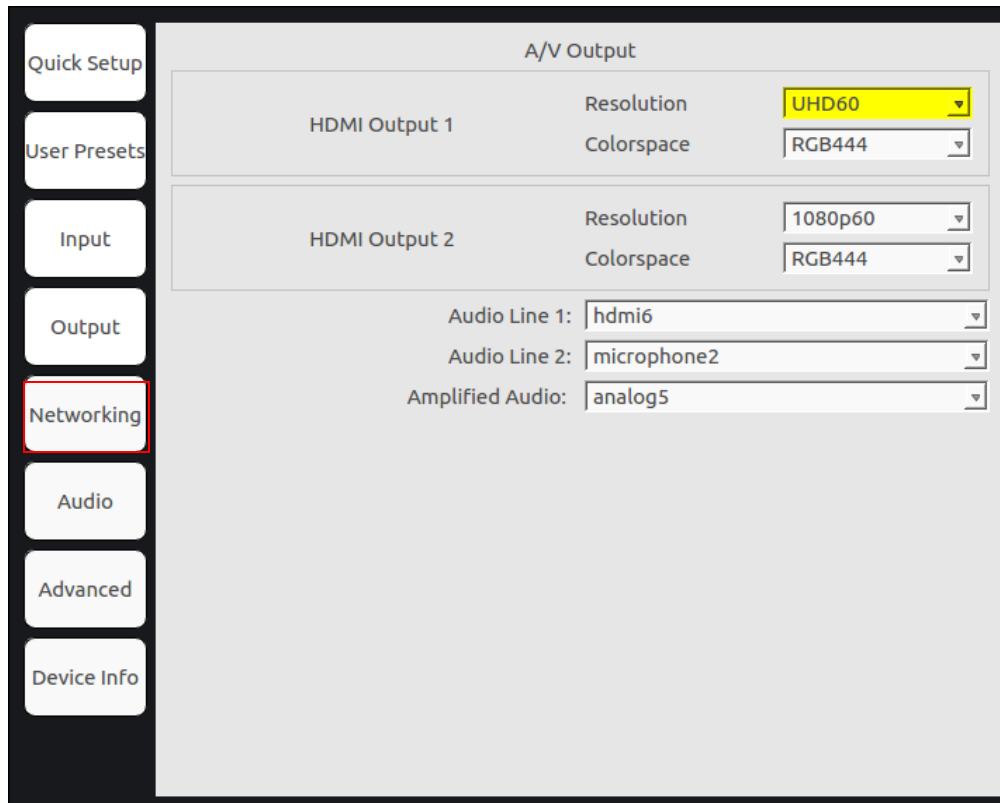 Quick Setup
User Presets
Input
Output
Networking
Audio
Advanced
Device Info
A/V Output
HDMI Output 1
Resolution UHD60
Colorspace RGB444
HDMI Output 2
Resolution 1080p60
Colorspace RGB444
Audio Line 1: hdmi6
Audio Line 2: microphone2
Amplified Audio: analog5